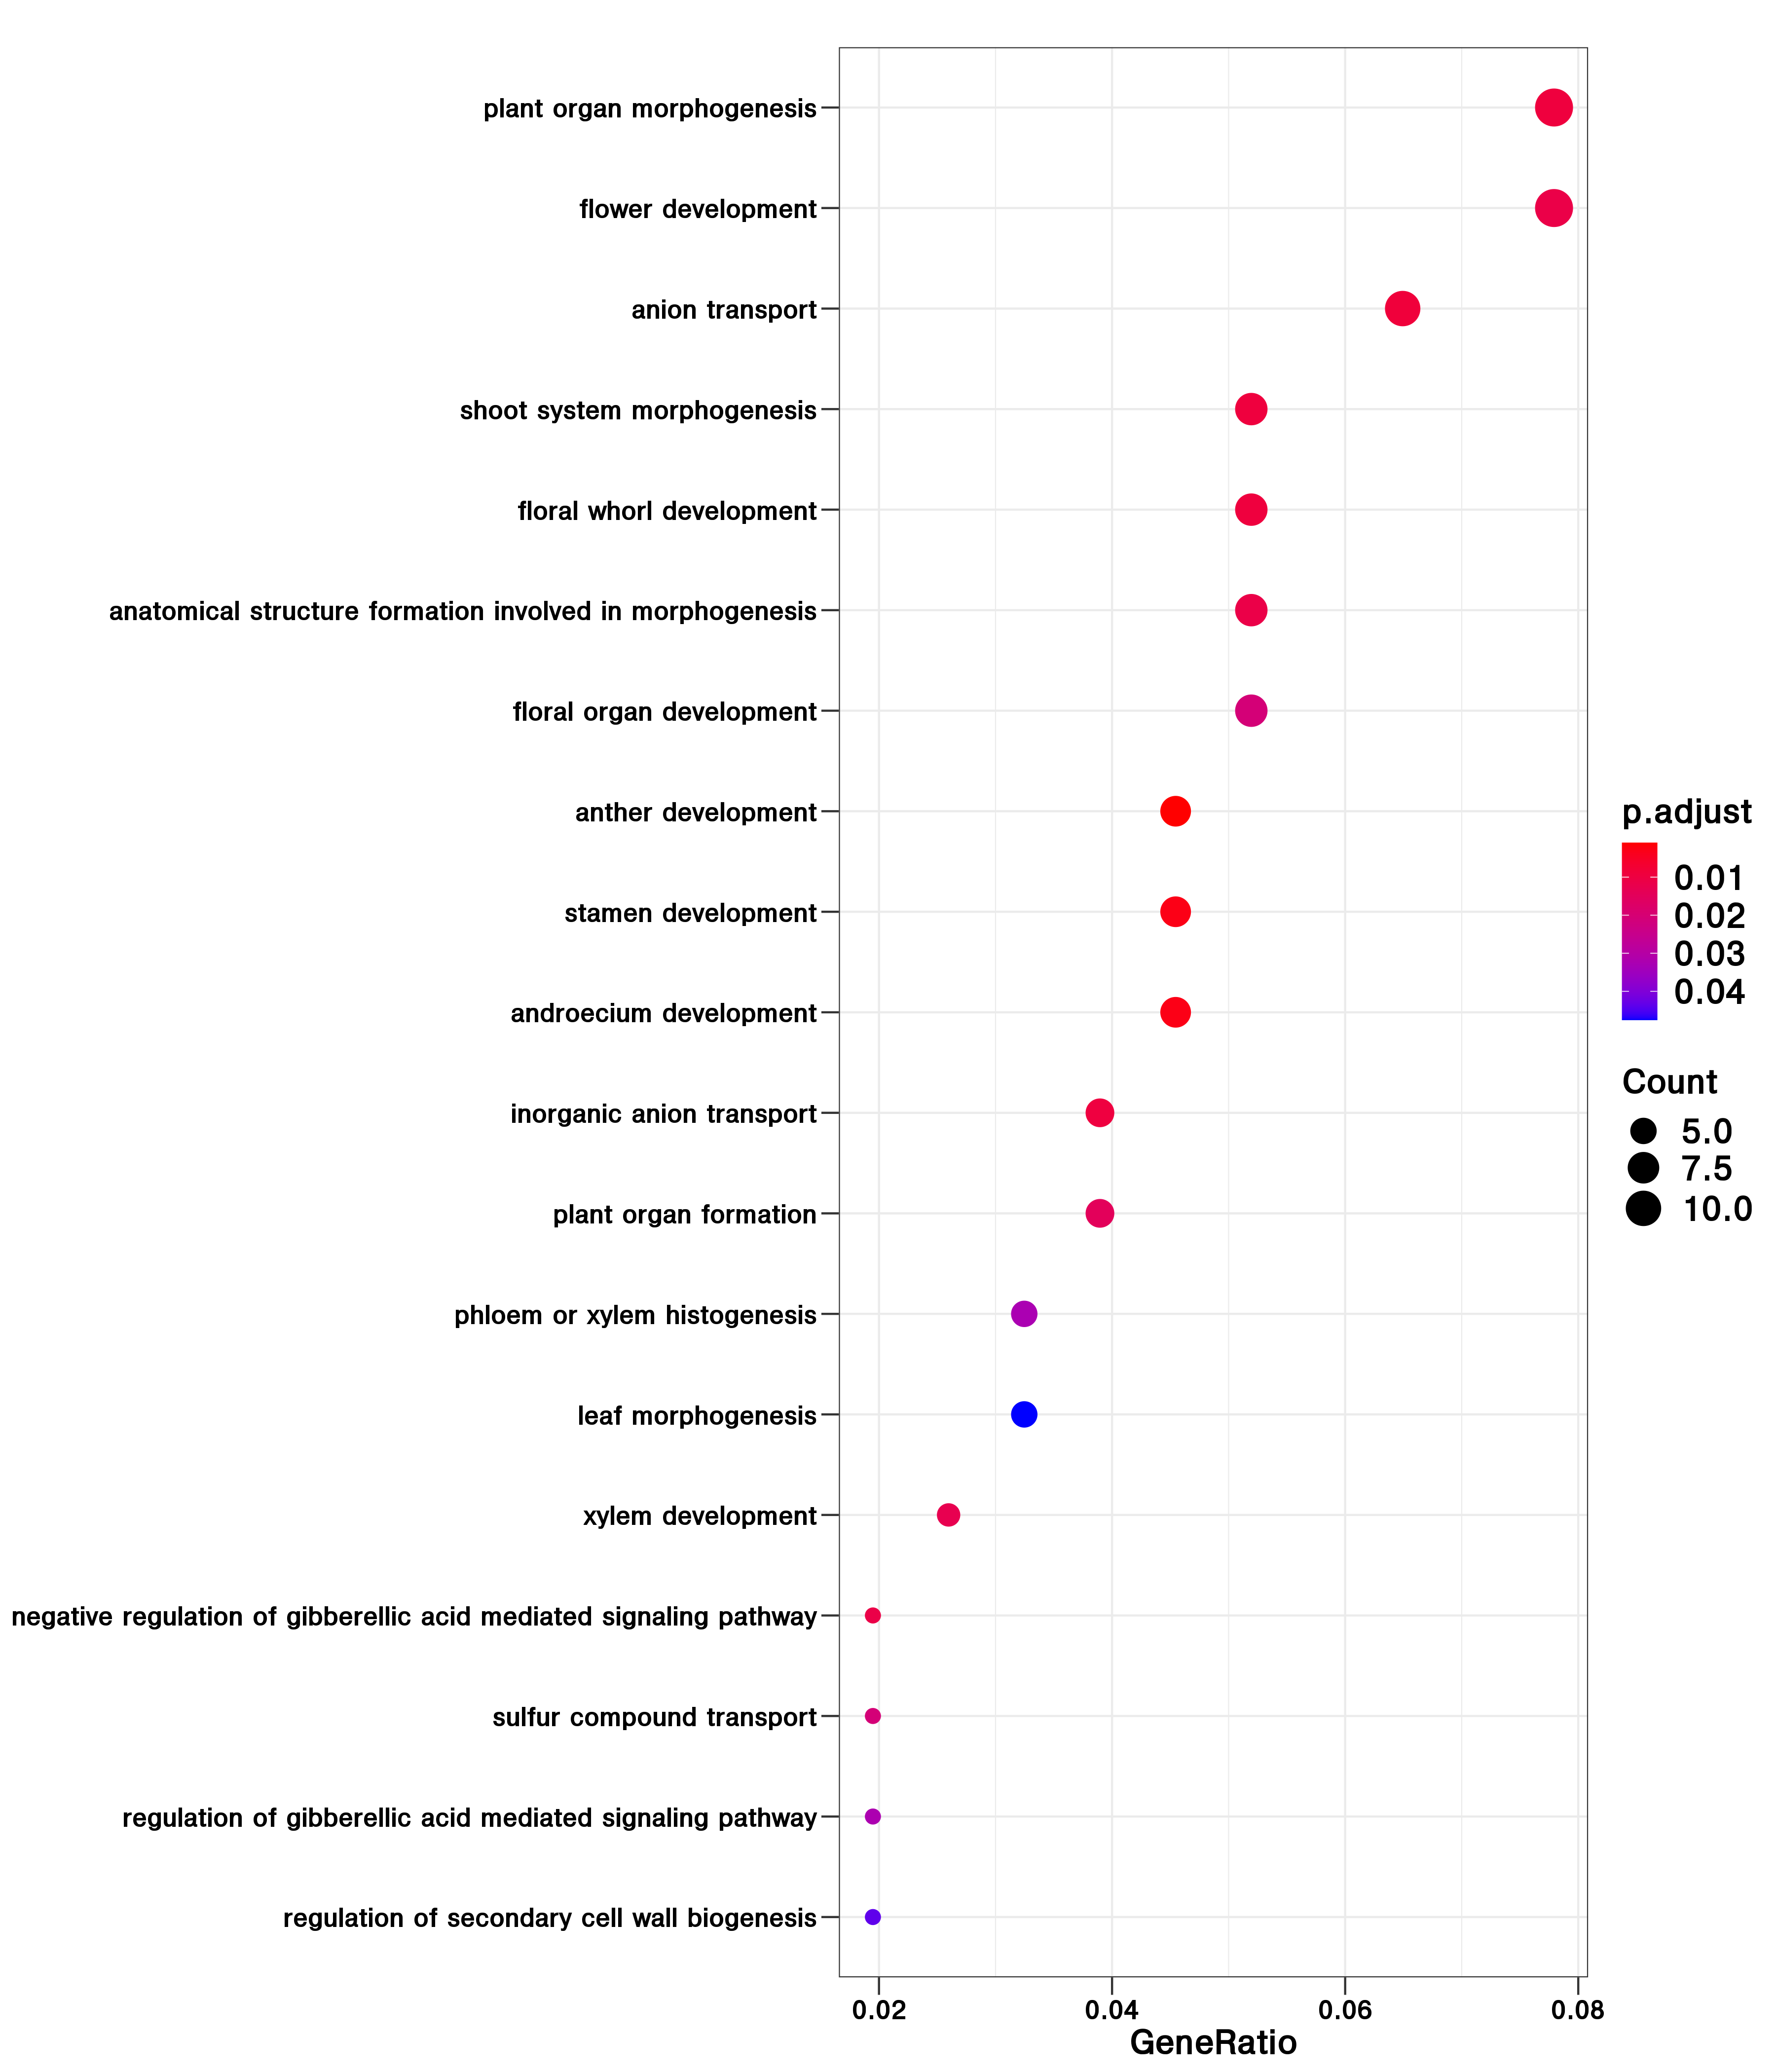 plant organ morphogenesis
flower development
anion transport
shoot system morphogenesis
floral whorl development
anatomical structure formation involved in morphogenesis
floral organ development
anther development
stamen development
androecium development
inorganic anion transport
plant organ formation
phloem or xylem histogenesis
leaf morphogenesis
xylem development
negative regulation of gibberellic acid mediated signaling pathway
sulfur compound transport
regulation of gibberellic acid mediated signaling pathway
regulation of secondary cell wall biogenesis
0.02 0.04 0.06 0.08
GeneRatio
p.adjust
0.01
0.02
0.03
0.04
Count
5.0
7.5
10.0